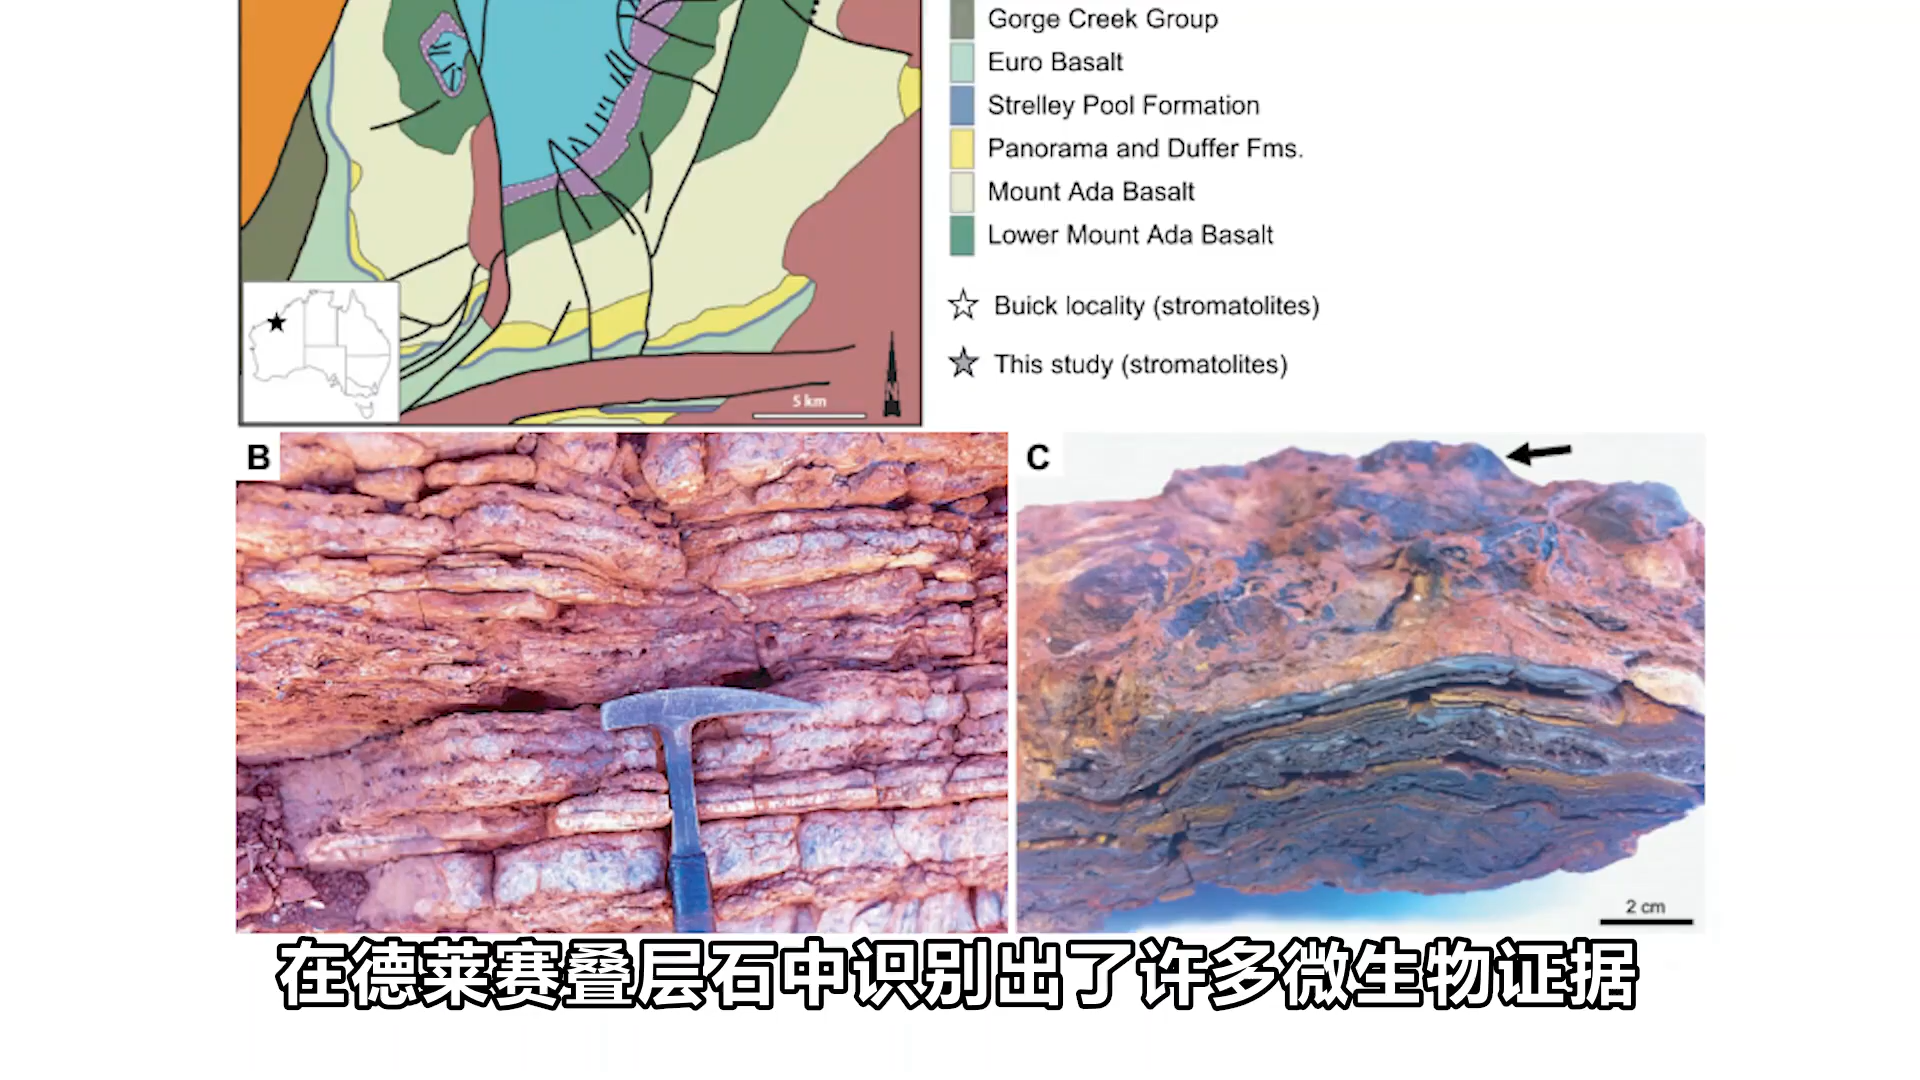 Gorge Creek Group
Euro Basalt
Strelley Pool Formation
Panorama and Duffer Fms.
Mount Ada Basalt
Lower Mount Ada Basalt
Buick locality (stromatolites)
This study (stromatolites)
5 km
N
B
C
2 cm
在德莱赛叠层石中识别出了许多微生物证据